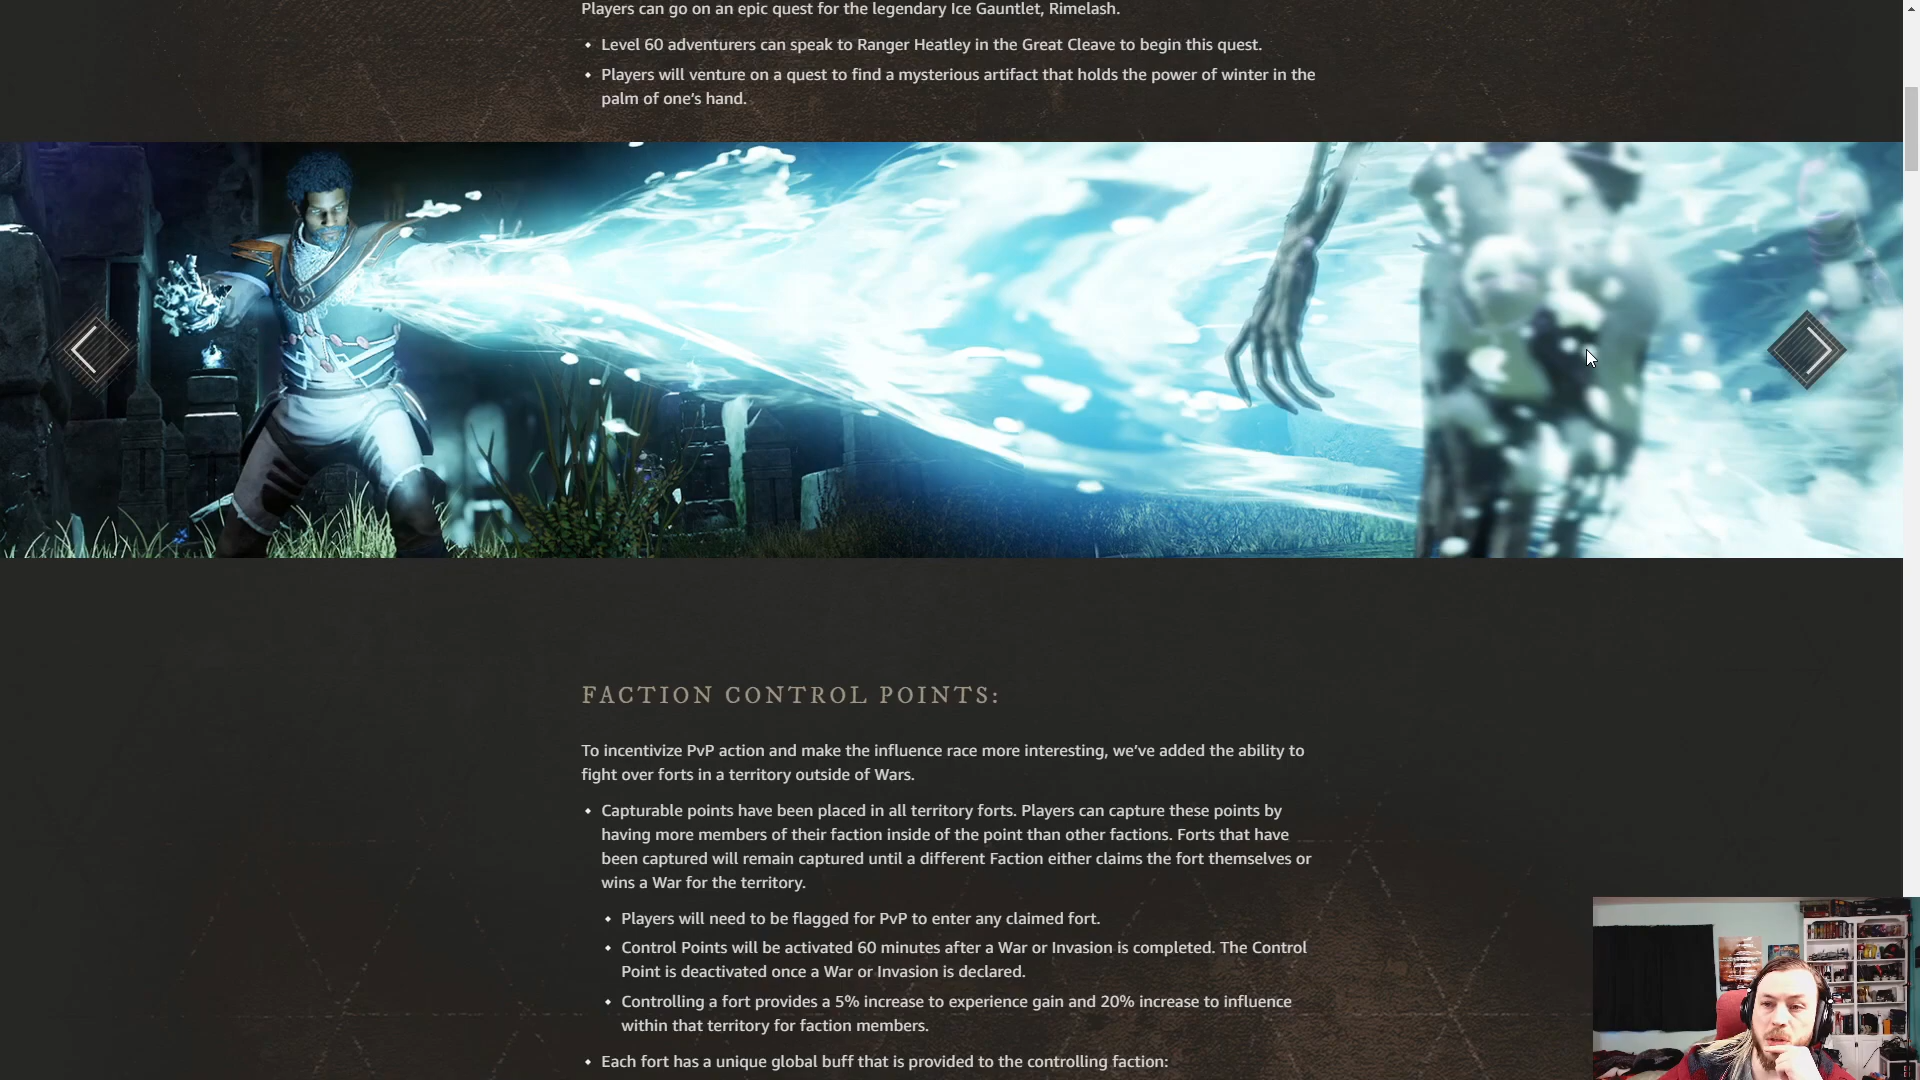 Players can go on an epic quest for the legendary Ice Gauntlet, Rimelash.
Level 60 adventurers can speak to Ranger Heatley in the Great Cleave to begin this quest.
Players will venture on a quest to find a mysterious artifact that holds the power of winter in the
palm of one’s hand.
FACTION CONTROL POINTS:
To incentivize PvP action and make the influence race more interesting, we’ve added the ability to
fight over forts in a territory outside of Wars.
Capturable points have been placed in all territory forts. Players can capture these points by
having more members of their faction inside of the point than other factions. Forts that have
been captured will remain captured until a different Faction either claims the fort themselves or
wins a War for the territory.
Players will need to be flagged for PvP to enter any claimed fort.
Control Points will be activated 60 minutes after a War or Invasion is completed. The Control
Point is deactivated once a War or Invasion is declared.
Controlling a fort provides a 5% increase to experience gain and 20% increase to influence
within that territory for faction members.
Each fort has a unique global buff that is provided to the controlling faction: